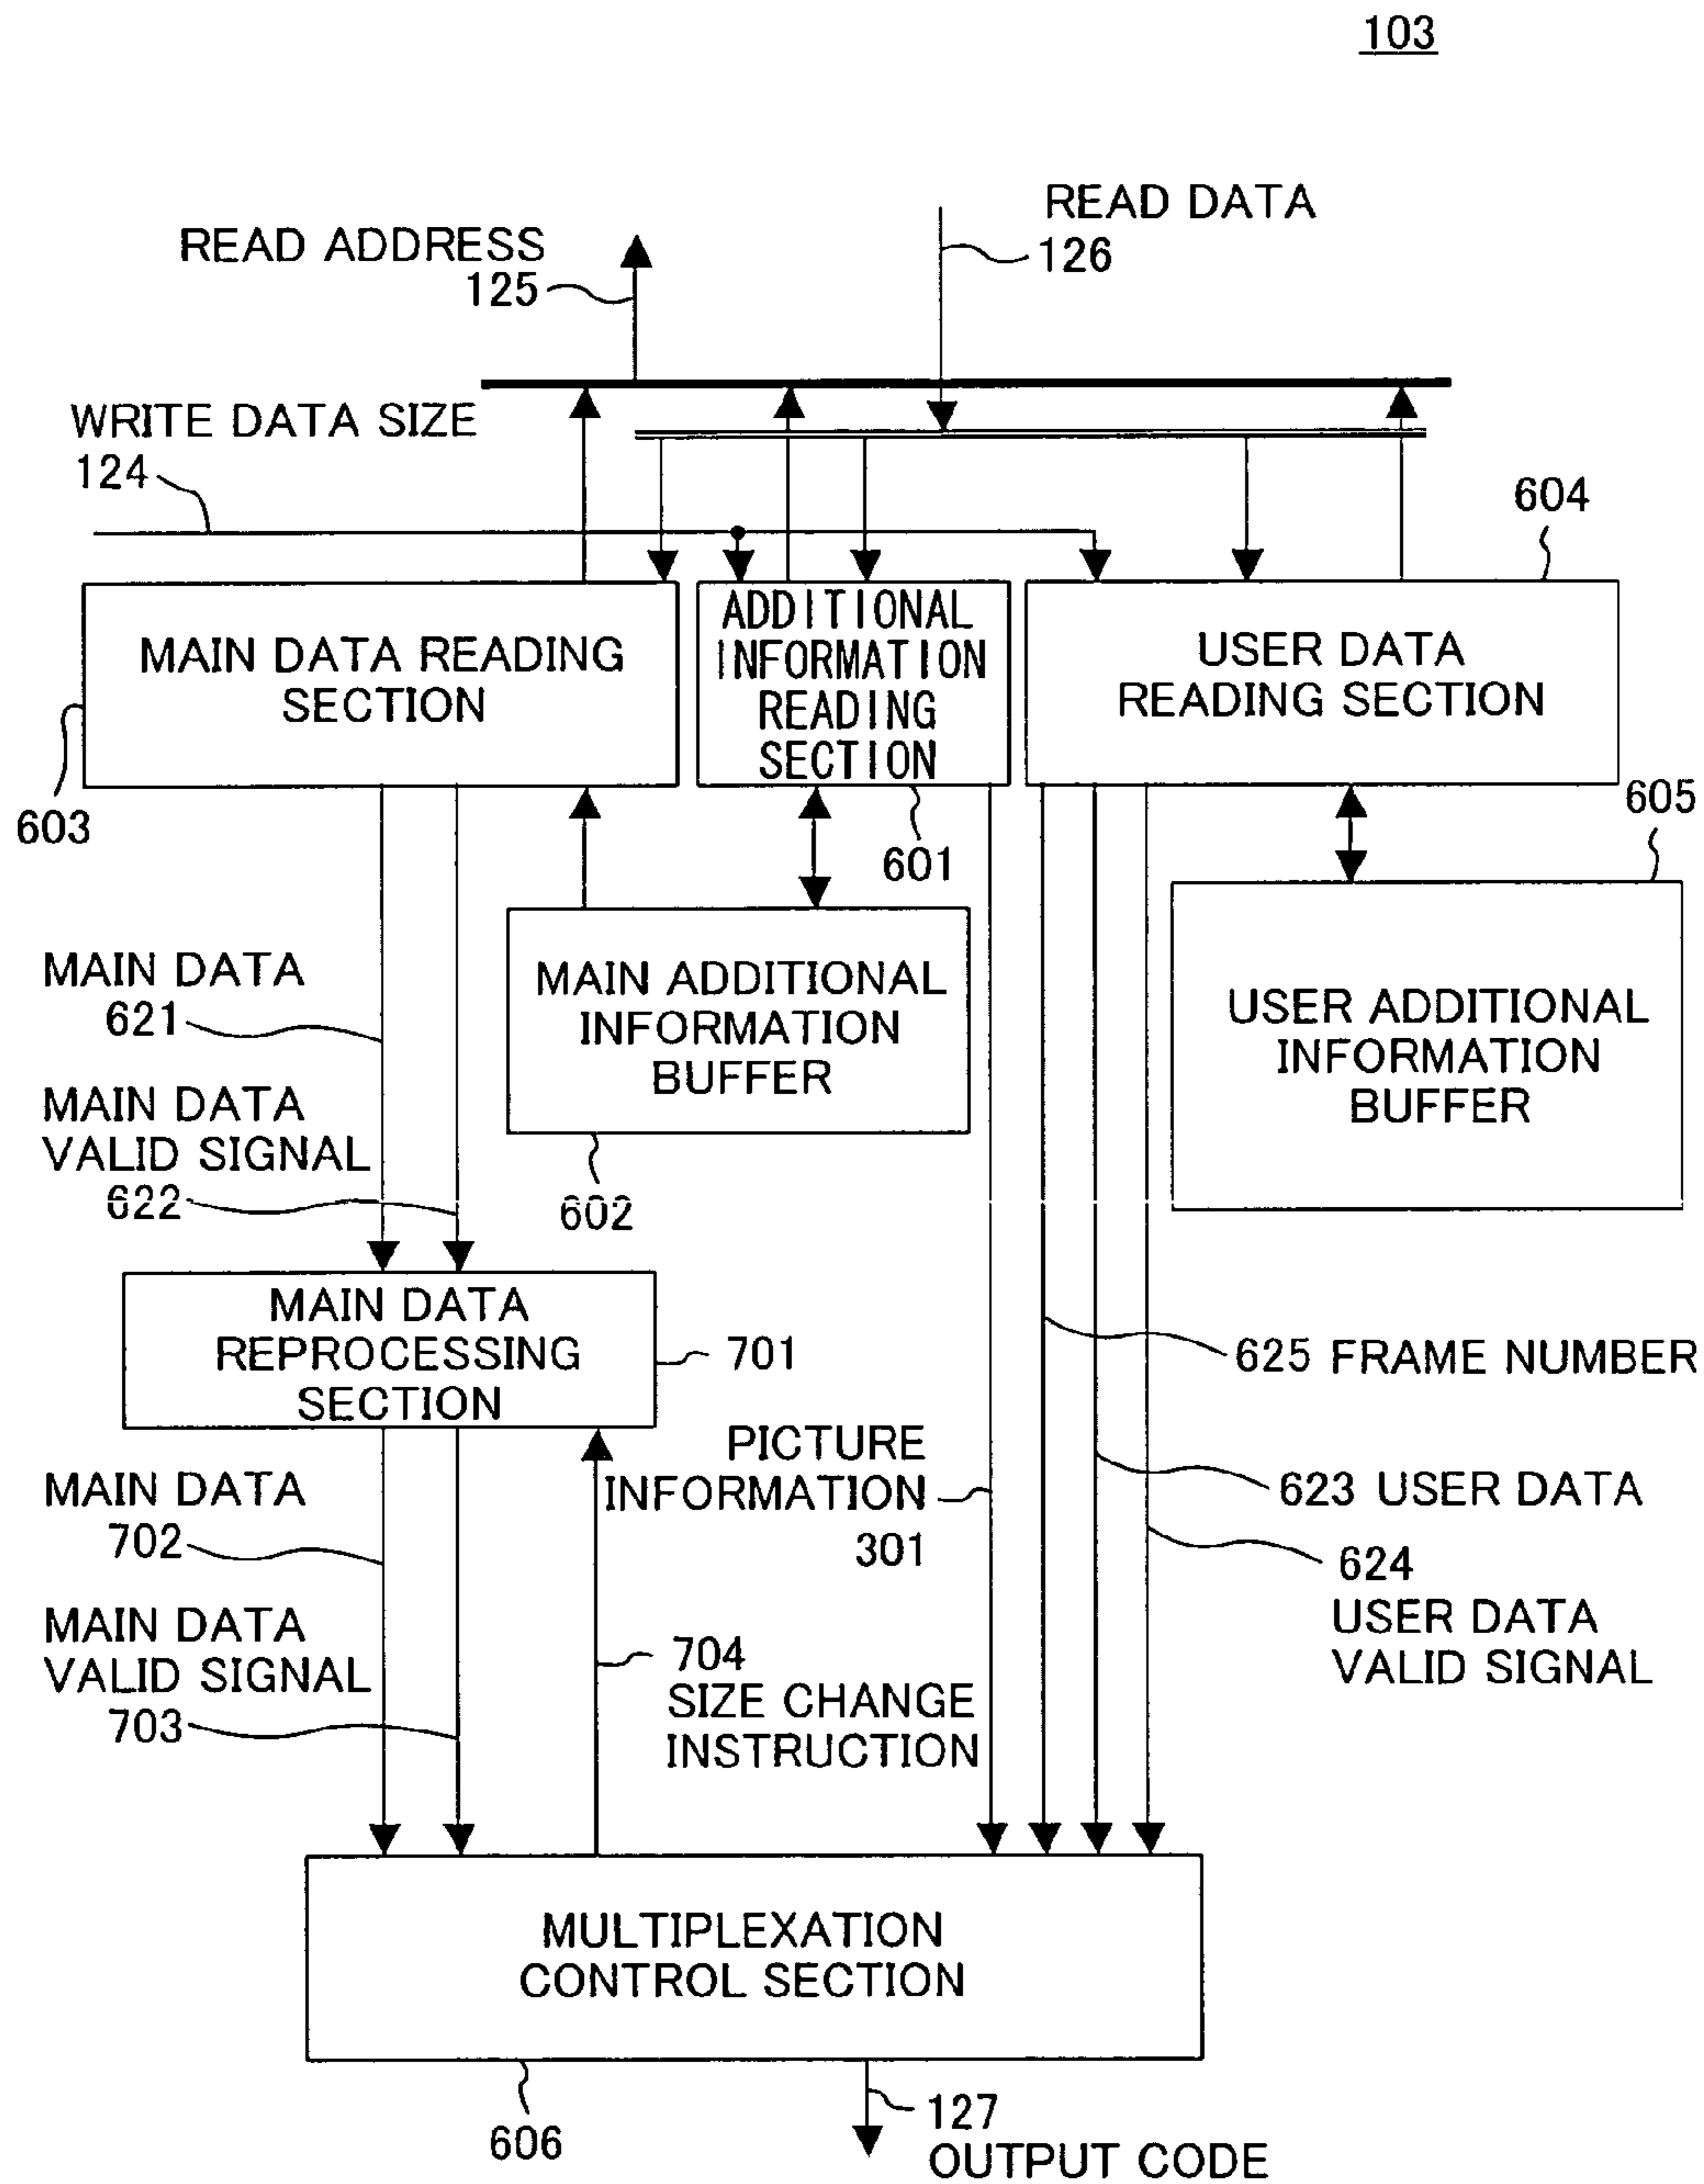 103
READ DATA
126
READ ADDRESS
125
WRITE DATA SIZE
124
604
MAIN DATA READING
SECTION
603
ADDITIONAL
INFORMATION
READING
SECTION
601
USER DATA
READING SECTION
605
MAIN DATA
621
MAIN ADDITIONAL
INFORMATION
BUFFER
602
USER ADDITIONAL
INFORMATION
BUFFER
MAIN DATA
VALID SIGNAL
622
MAIN DATA
REPROCESSING
SECTION
701
625 FRAME NUMBER
PICTURE
INFORMATION
301
623 USER DATA
624
USER DATA
VALID SIGNAL
MAIN DATA
702
MAIN DATA
VALID SIGNAL
703
704
SIZE CHANGE
INSTRUCTION
MULTIPLEXATION
CONTROL SECTION
606
127
OUTPUT CODE